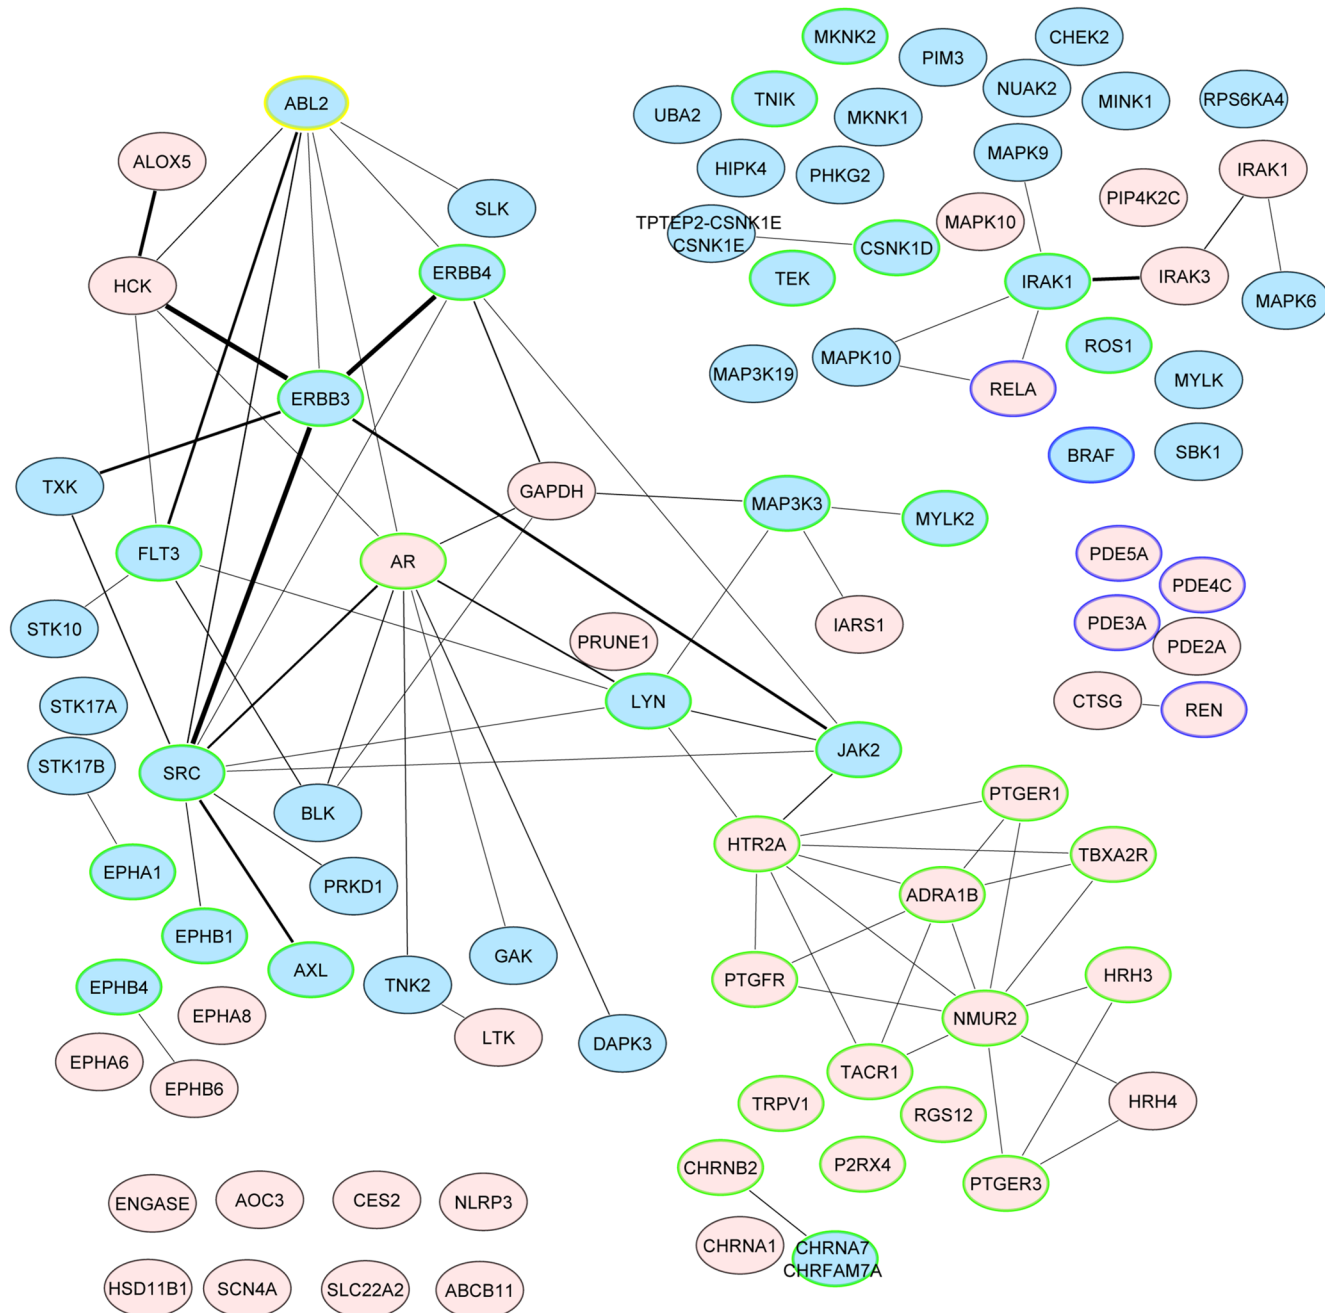 MKNK2
CHEK2
PIM3
ABL2
TNIK
NUAK2
MINK1
RPS6KA4
UBA2
MKNK1
ALOX5
MAPK9
IRAK1
HIPK4
PHKG2
PIP4K2C
SLK
TPTEP2-CSNK1E
CSNK1E
MAPK10
CSNK1D
ERBB4
TEK
IRAK1
IRAK3
HCK
MAPK6
ROS1
MAP3K19
MAPK10
RELA
MYLK
ERBB3
BRAF
SBK1
TXK
GAPDH
MAP3K3
MYLK2
FLT3
AR
PDE5A
PDE4C
STK10
PRUNE1
IARS1
PDE3A
PDE2A
STK17A
LYN
CTSG
REN
STK17B
SRC
JAK2
BLK
PTGER1
HTR2A
TBXA2R
EPHA1
PRKD1
ADRA1B
EPHB1
AXL
GAK
EPHB4
TNK2
PTGFR
HRH3
EPHA8
NMUR2
LTK
DAPK3
EPHA6
EPHB6
TACR1
TRPV1
RGS12
HRH4
CHRNB2
P2RX4
PTGER3
ENGASE
AOC3
CES2
NLRP3
CHRNA1
CHRNA7
CHRFAM7A
HSD11B1
SCN4A
SLC22A2
ABCB11